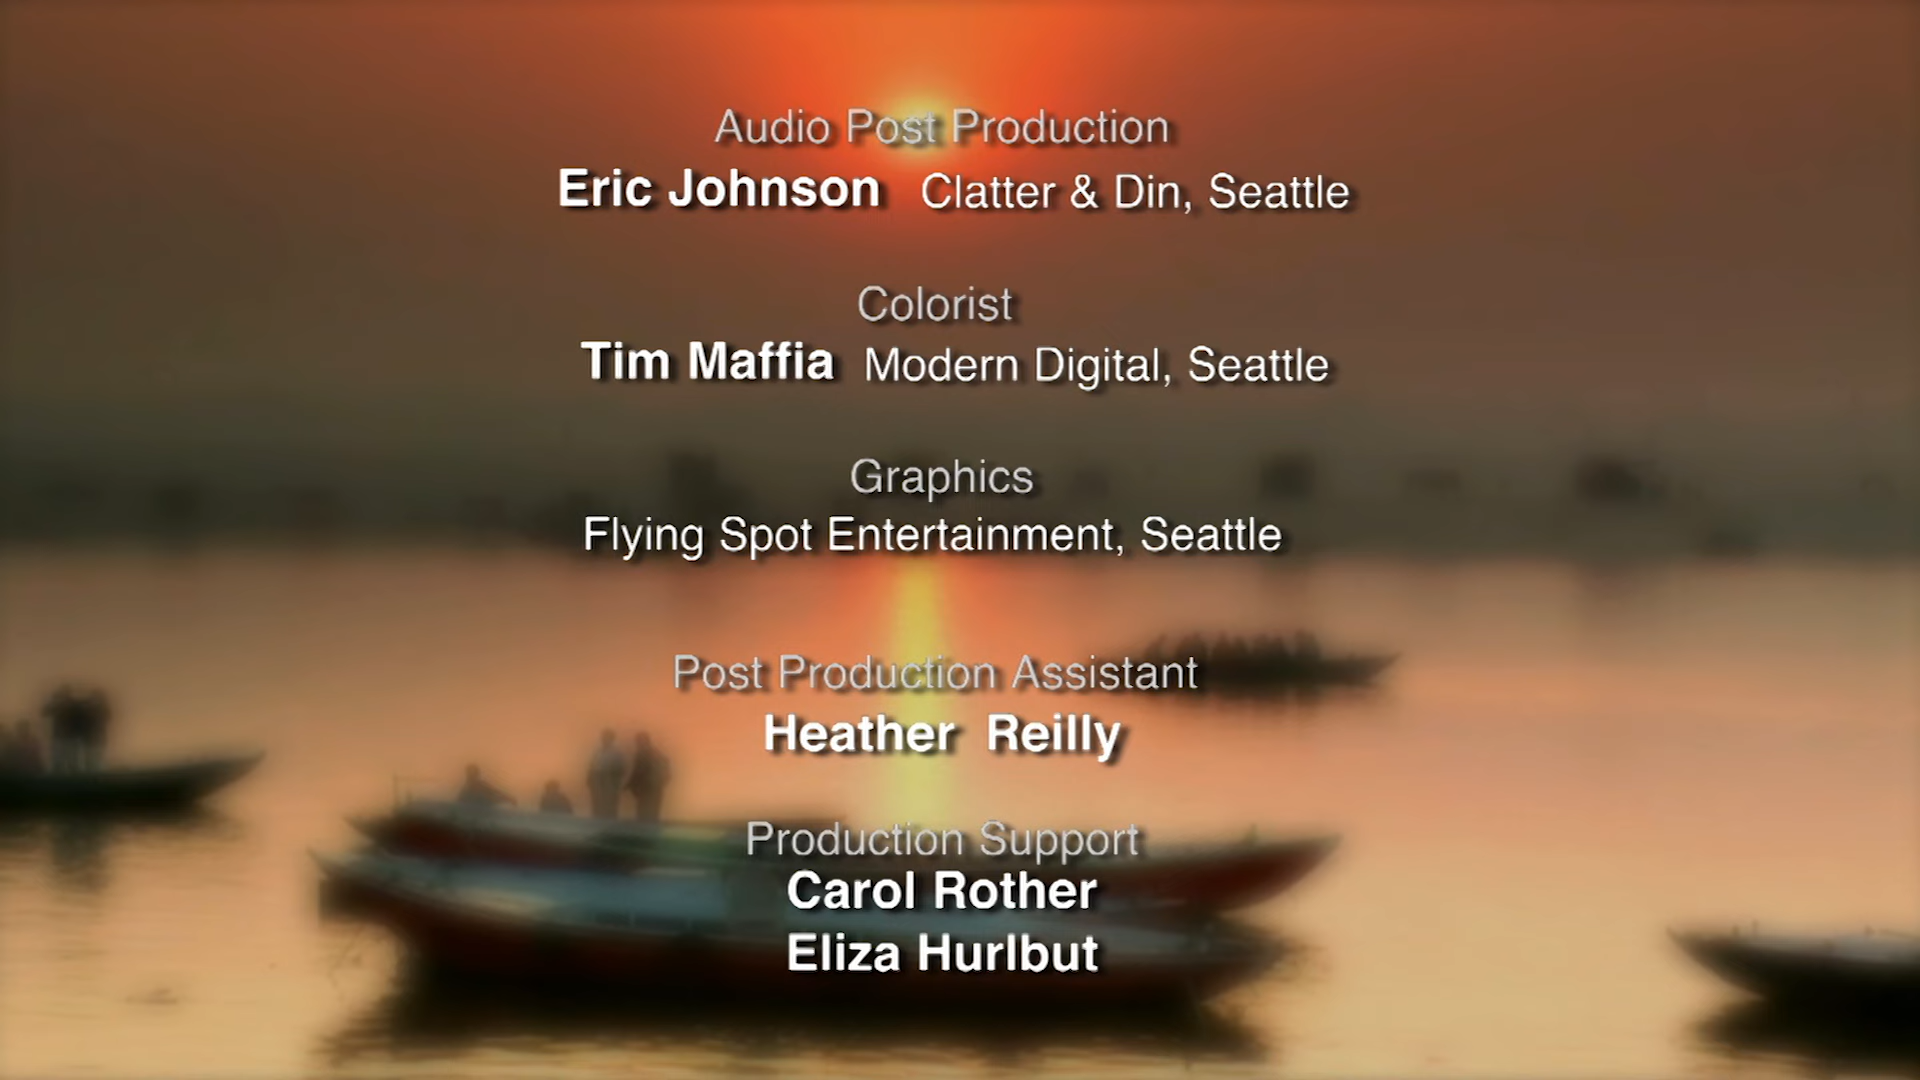 Audio Post Production
Eric Johnson Clatter & Din, Seattle
Colorist
Tim Maffia Modern Digital, Seattle
Graphics
Flying Spot Entertainment, Seattle
Post Production Assistant
Heather Reilly
Production Support
Carol Rother
Eliza Hurlbut